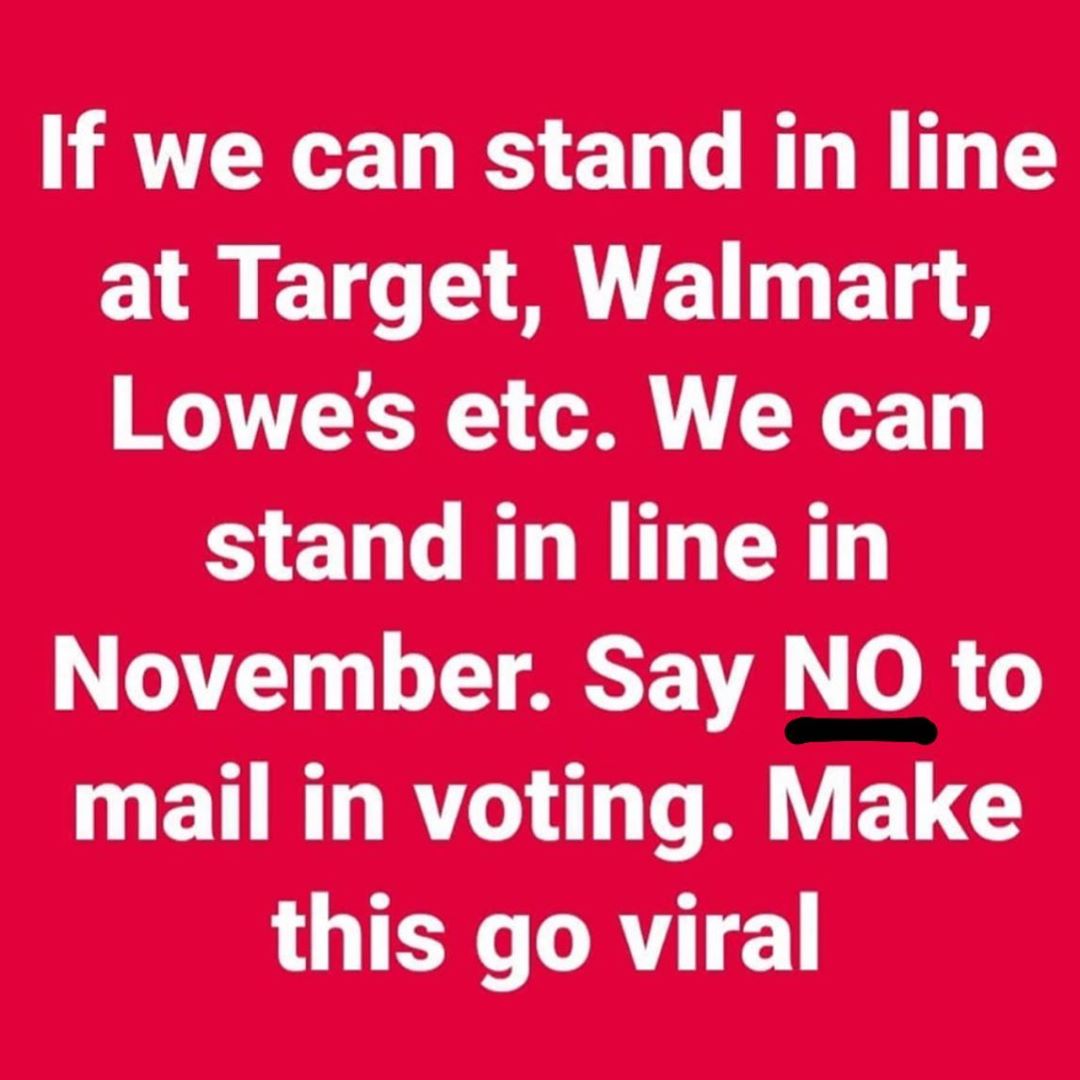 If we can stand in line
at Target, Walmart,
Lowe's etc. We can
stand in line in
November. Say NO to
mail in voting. Make
this go viral